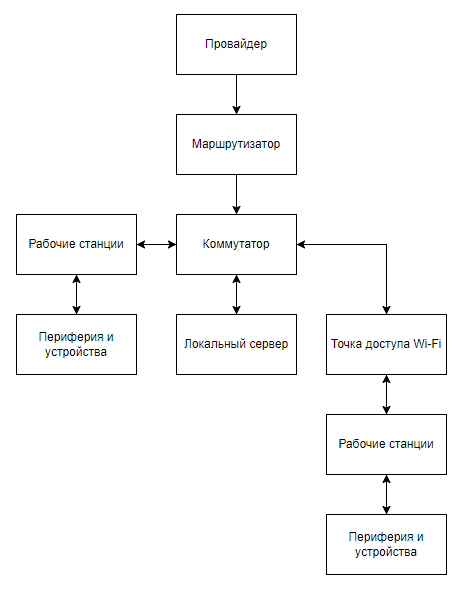 Провайдер
Маршрутизатор
Рабочие станции
Коммутатор
Периферия и
устройства
Локальный сервер
Точка доступа Wi-Fi
Рабочие станции
Периферия и
устройства